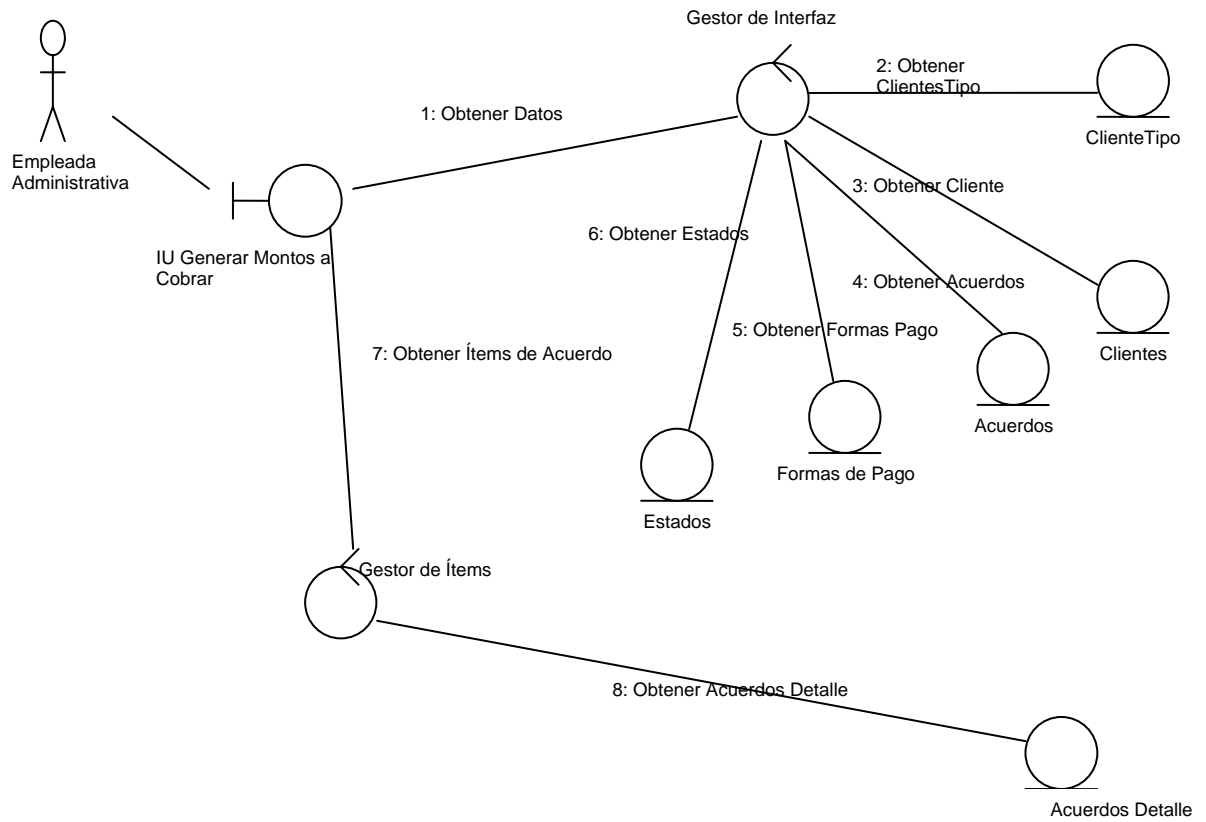 Gestor de Interfaz
2: Obtener
ClientesTipo
1: Obtener Datos
ClienteTipo
Empleada
Administrativa
3: Obtener Cliente
6: Obtener Estados
IU Generar Montos a
Cobrar
4: Obtener Acuerdos
5: Obtener Formas Pago
7: Obtener Ítems de Acuerdo
Clientes
Acuerdos
Formas de Pago
Estados
Gestor de Ítems
8: Obtener Acuerdos Detalle
Acuerdos Detalle